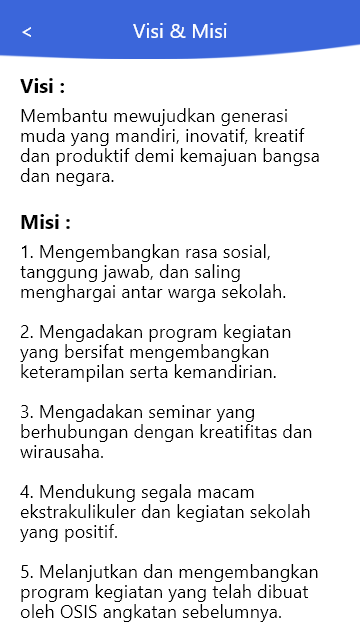 < Visi & Misi
Visi :
Membantu mewujudkan generasi
muda yang mandiri, inovatif, kreatif
dan produktif demi kemajuan bangsa
dan negara.
Misi :
1. Mengembangkan rasa sosial,
tanggung jawab, dan saling
menghargai antar warga sekolah.
2. Mengadakan program kegiatan
yang bersifat mengembangkan
keterampilan serta kemandirian.
3. Mengadakan seminar yang
berhubungan dengan kreatifitas dan
wirausaha.
4. Mendukung segala macam
ekstrakulikuler dan kegiatan sekolah
yang positif.
5. Melanjutkan dan mengembangkan
program kegiatan yang telah dibuat
oleh OSIS angkatan sebelumnya.